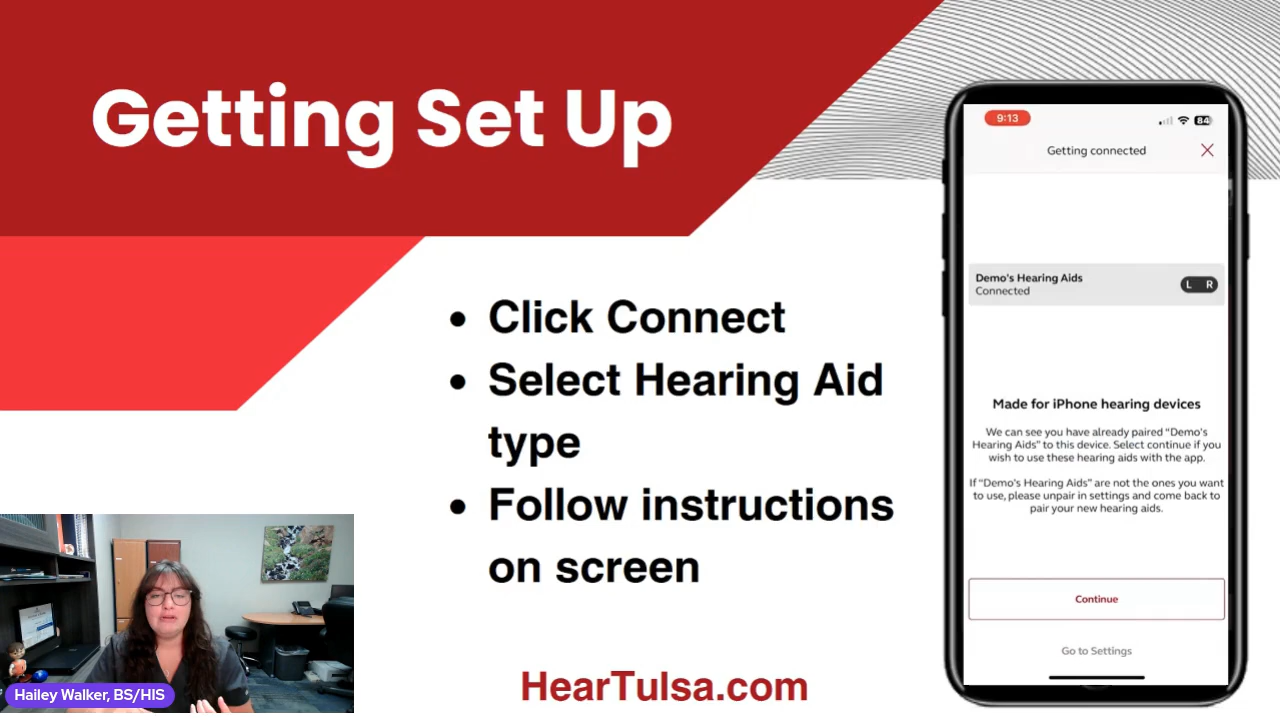 Getting Set Up
• Click Connect
• Select Hearing Aid
type
• Follow instructions
on screen
HearTulsa.com
9:13
84
Getting connected
Demo's Hearing Aids
Connected
L R
Made for iPhone hearing devices
We can see you have already paired “Demo's
Hearing Aids” to this device. Select continue if you
wish to use these hearing aids with the app.
If “Demo's Hearing Aids” are not the ones you want
to use, please unpair in settings and come back to
pair your new hearing aids.
Continue
Go to Settings
Hailey Walker, BS/HIS